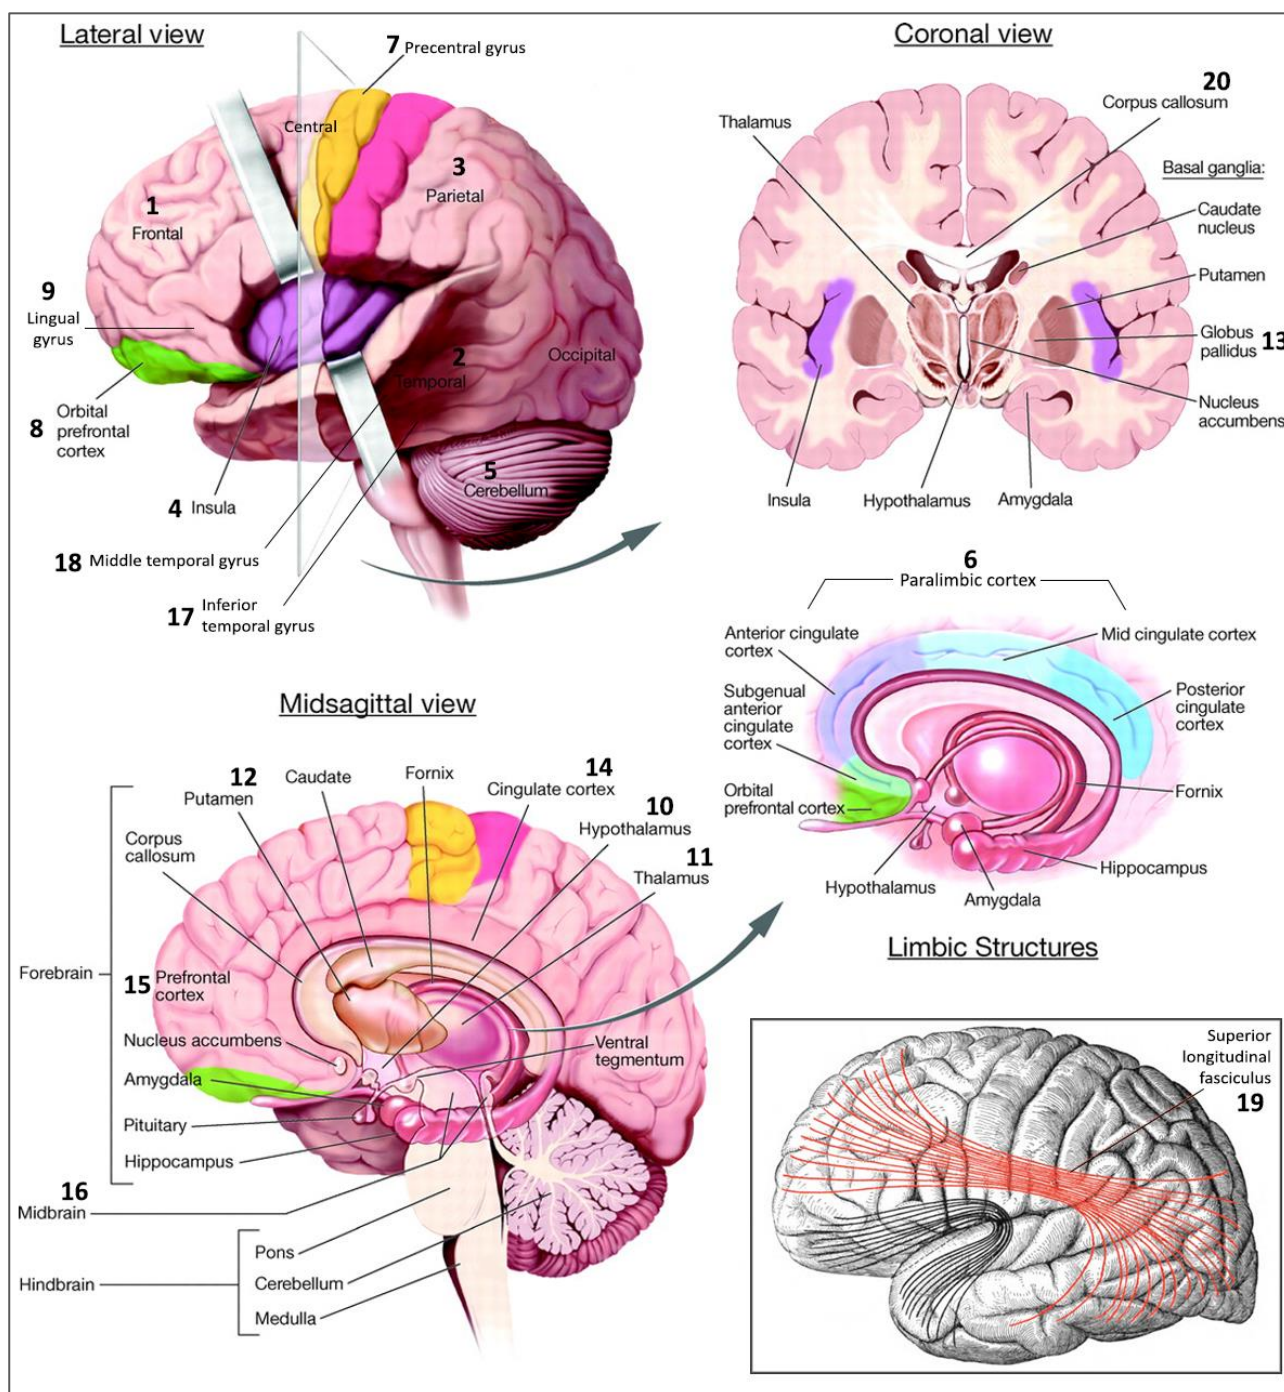 Lateral view
7 Precentral gyrus
Central
3
Parietal
1
Frontal
9
Lingual
gyrus
2
Temporal
Occipital
8 Orbital
prefrontal
cortex
5
Cerebellum
4 Insula
18 Middle temporal gyrus
17 Inferior
temporal gyrus
Coronal view
20
Corpus callosum
Thalamus
Basal ganglia:
Caudate
nucleus
Putamen
Globus
pallidus 13
Nucleus
accumbens
Insula
Hypothalamus
Amygdala
6
Paralimbic cortex
Anterior cingulate
cortex
Mid cingulate cortex
Subgenual
anterior
cingulate
cortex
Posterior
cingulate
cortex
Orbital
prefrontal cortex
Fornix
Hippocampus
Hypothalamus
Amygdala
Limbic Structures
Midsagittal view
12
Putamen
Caudate
Fornix
14
Cingulate cortex
10
Hypothalamus
Corpus
callosum
11
Thalamus
Forebrain
15 Prefrontal
cortex
Nucleus accumbens
Ventral
tegmentum
Amygdala
Pituitary
Hippocampus
16
Midbrain
Pons
Hindbrain
Cerebellum
Medulla
Superior
longitudinal
fasciculus
19